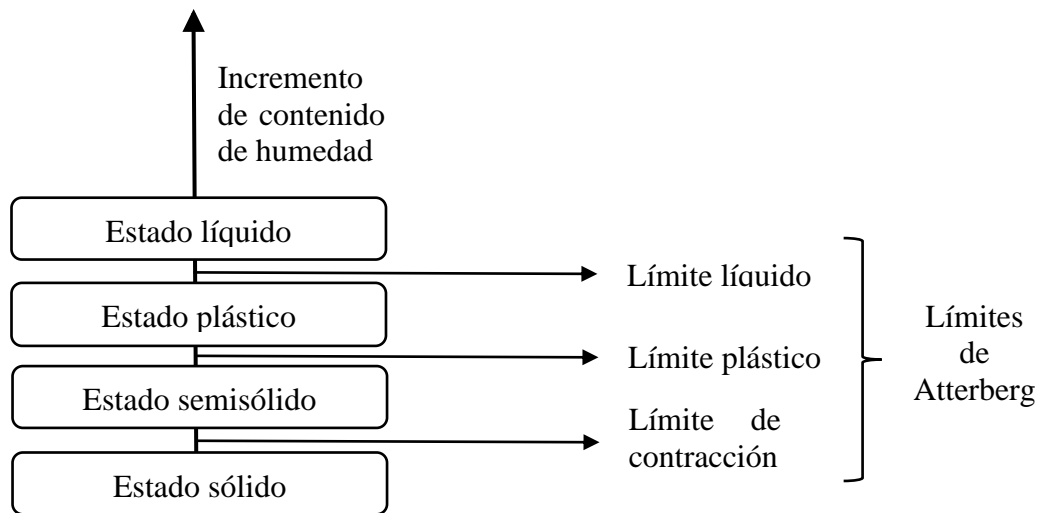 Incremento
de contenido
de humedad
Estado líquido
Límite líquido
Estado plástico
Límite plástico
Estado semisólido
Límite de
contracción
Estado sólido
Límites
de
Atterberg